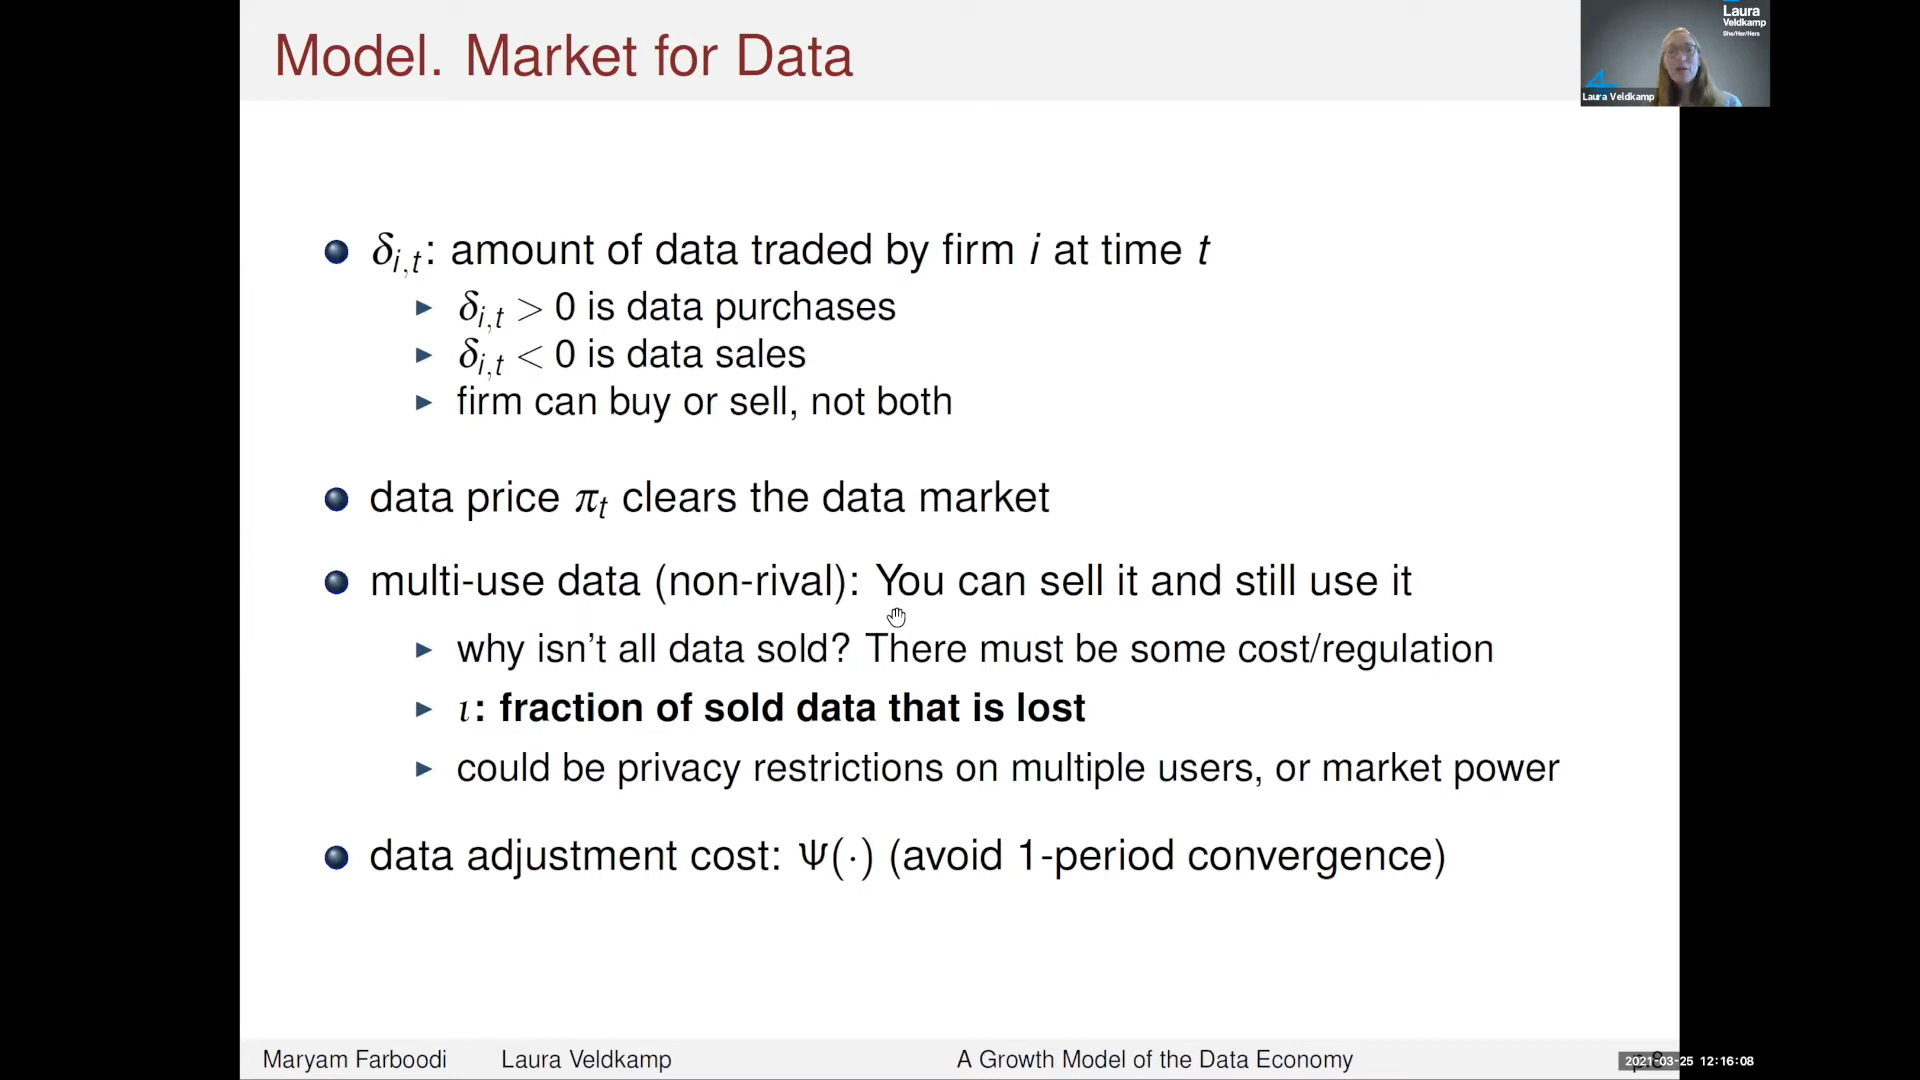 Model. Market for Data
Laura
Veldkamp
She/Her/Hers
Laura Veldkamp
δi,t: amount of data traded by firm i at time t
δi,t > 0 is data purchases
δi,t < 0 is data sales
firm can buy or sell, not both
data price πt clears the data market
multi-use data (non-rival): You can sell it and still use it
why isn't all data sold? There must be some cost/regulation
ι: fraction of sold data that is lost
could be privacy restrictions on multiple users, or market power
data adjustment cost: Ψ(·) (avoid 1-period convergence)
Maryam Farboodi Laura Veldkamp A Growth Model of the Data Economy
2021-03-25 12:16:08